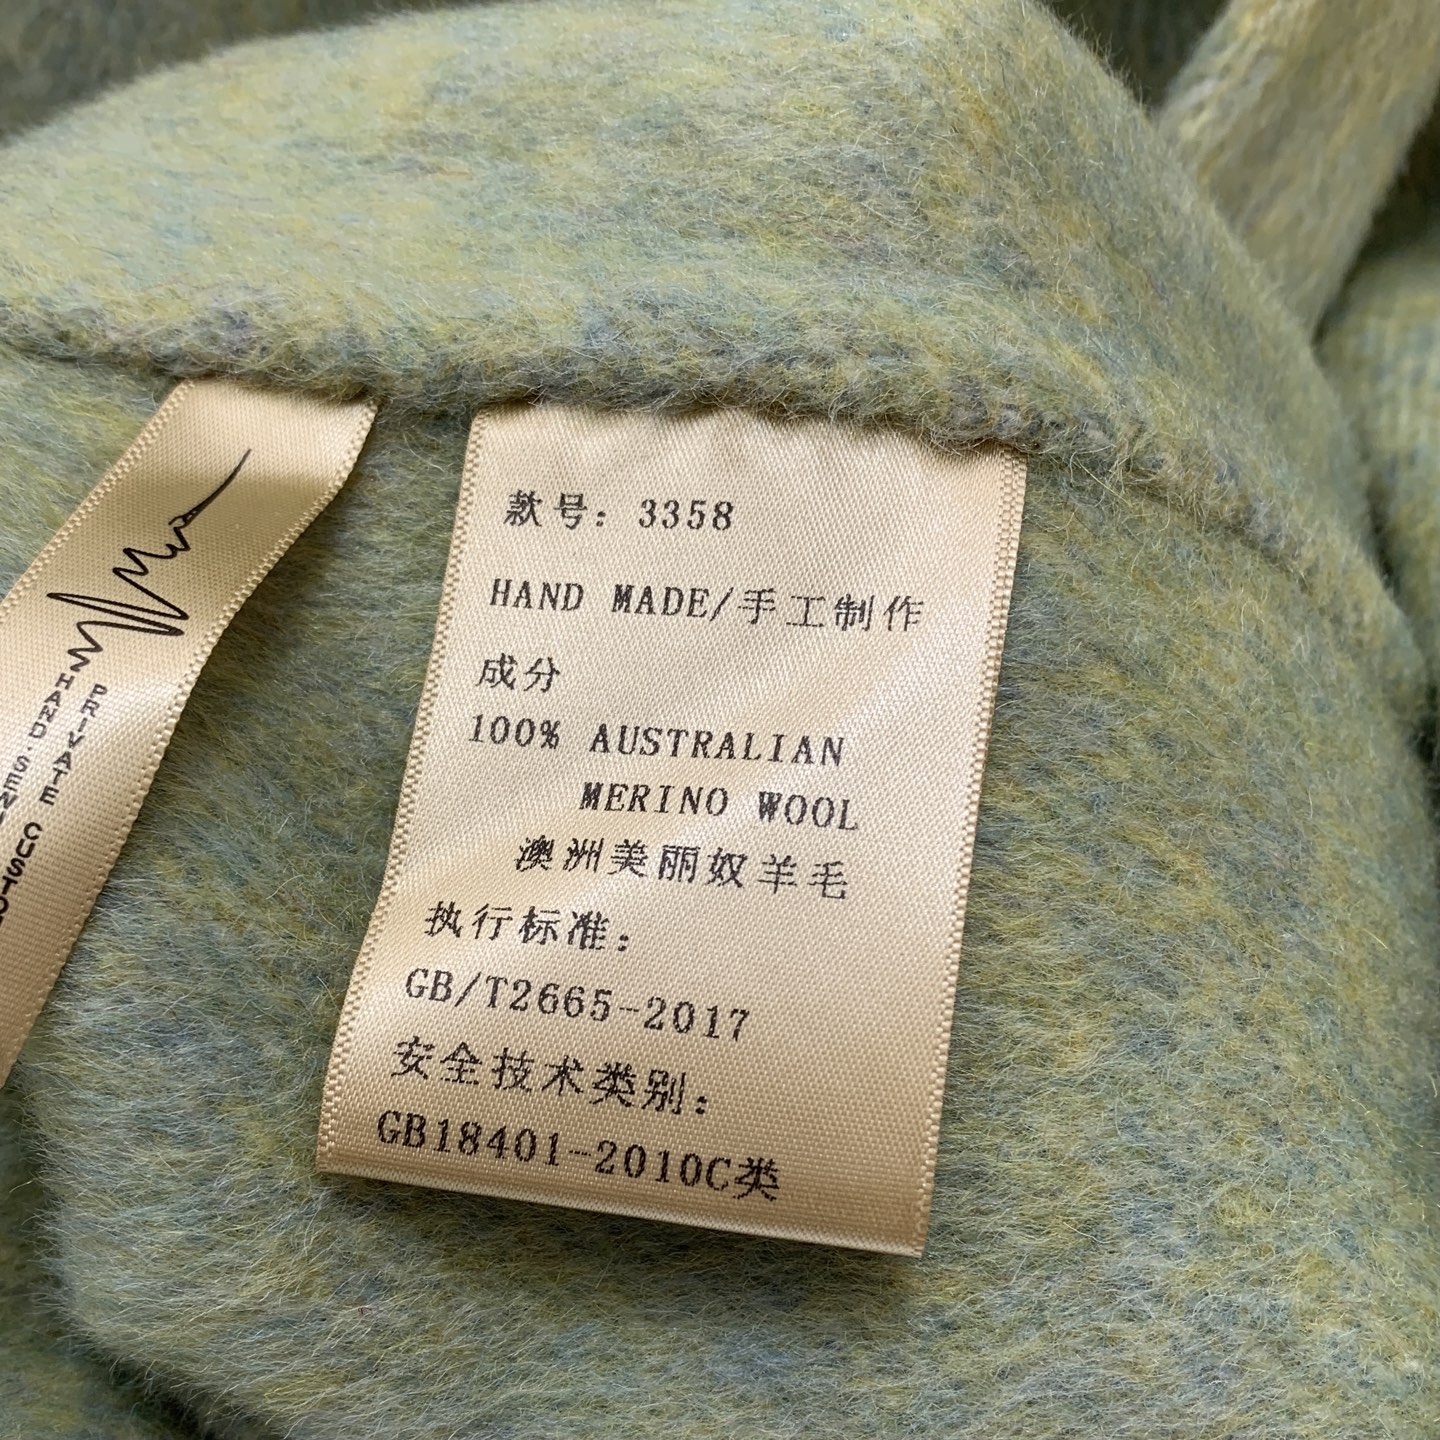 款号: 3358
HAND MADE/手工制作
成分
100% AUSTRALIAN
MERINO WOOL
澳洲美丽奴羊毛
执行标准:
GB/T2665-2017
安全技术类别:
GB18401-2010C类
PRIVATE